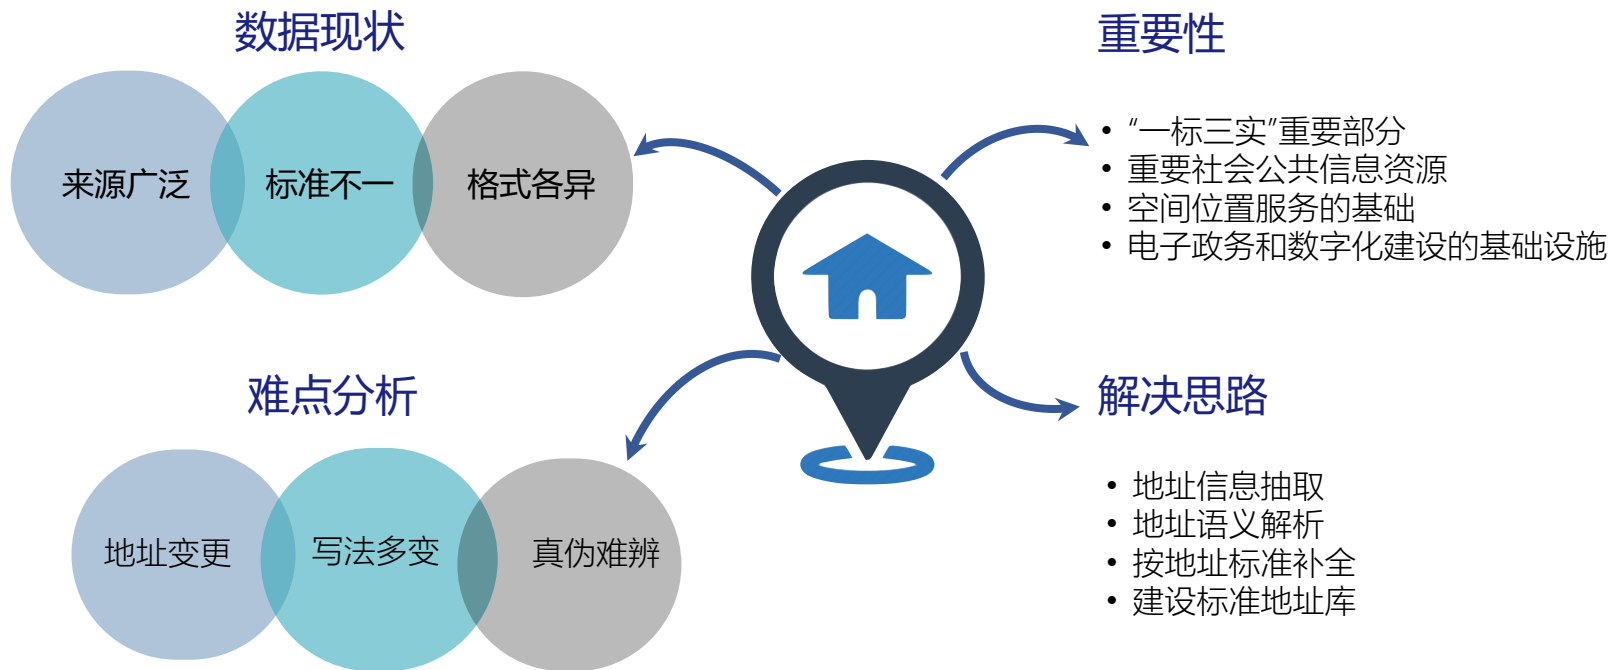 数据现状
来源广泛
标准不一
格式各异
重要性
• “一标三实”重要部分
• 重要社会公共信息资源
• 空间位置服务的基础
• 电子政务和数字化建设的基础设施
难点分析
地址变更
写法多变
真伪难辨
解决思路
• 地址信息抽取
• 地址语义解析
• 按地址标准补全
• 建设标准地址库